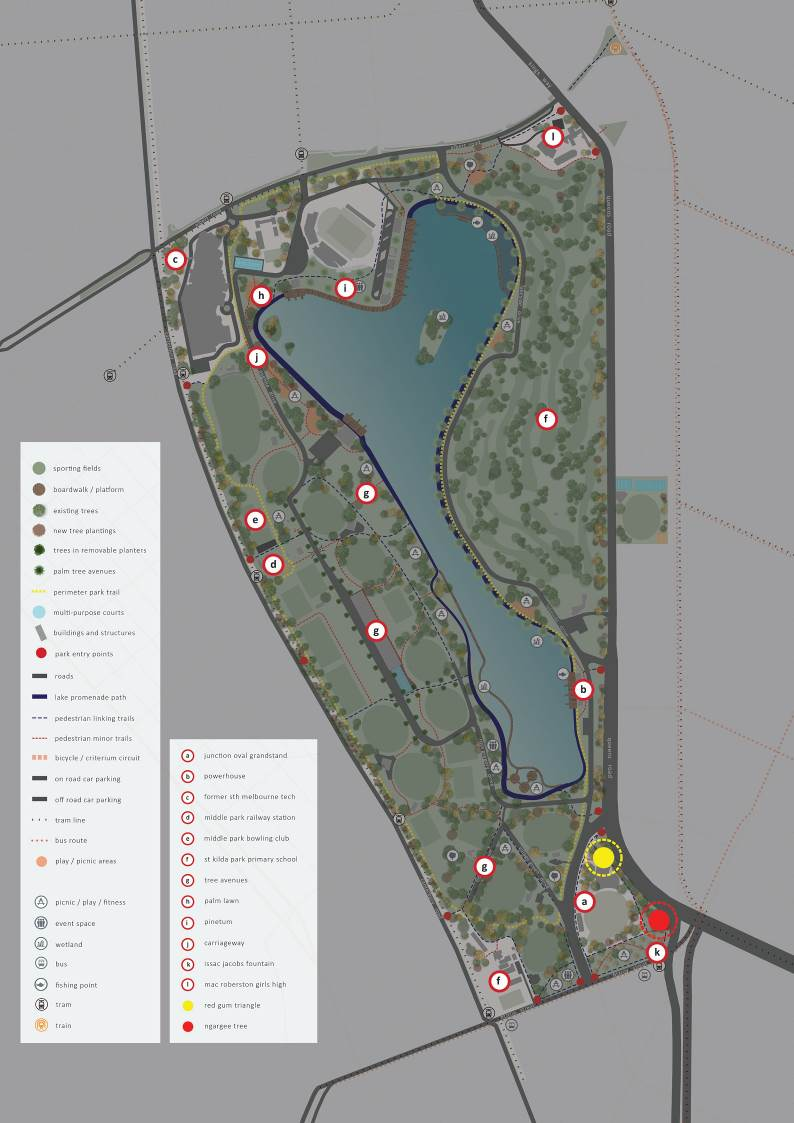 kings way
l
queens road
c
i
h
j
f
g
e
d
g
b
queens road
g
a
k
f
sporting fields
boardwalk / platform
existing trees
new tree plantings
trees in removable planters
palm tree avenues
perimeter park trail
multi-purpose courts
buildings and structures
park entry points
roads
lake promenade path
pedestrian linking trails
pedestrian minor trails
bicycle / criterium circuit
on road car parking
off road car parking
tram line
bus route
play / picnic areas
picnic / play / fitness
event space
wetland
bus
fishing point
tram
train
a junction oval grandstand
b powerhouse
c former sth melbourne tech
d middle park railway station
e middle park bowling club
f st kilda park primary school
g tree avenues
h palm lawn
i pinetum
j carriageway
k issac jacobs fountain
l mac roberston girls high
red gum triangle
ngargee tree